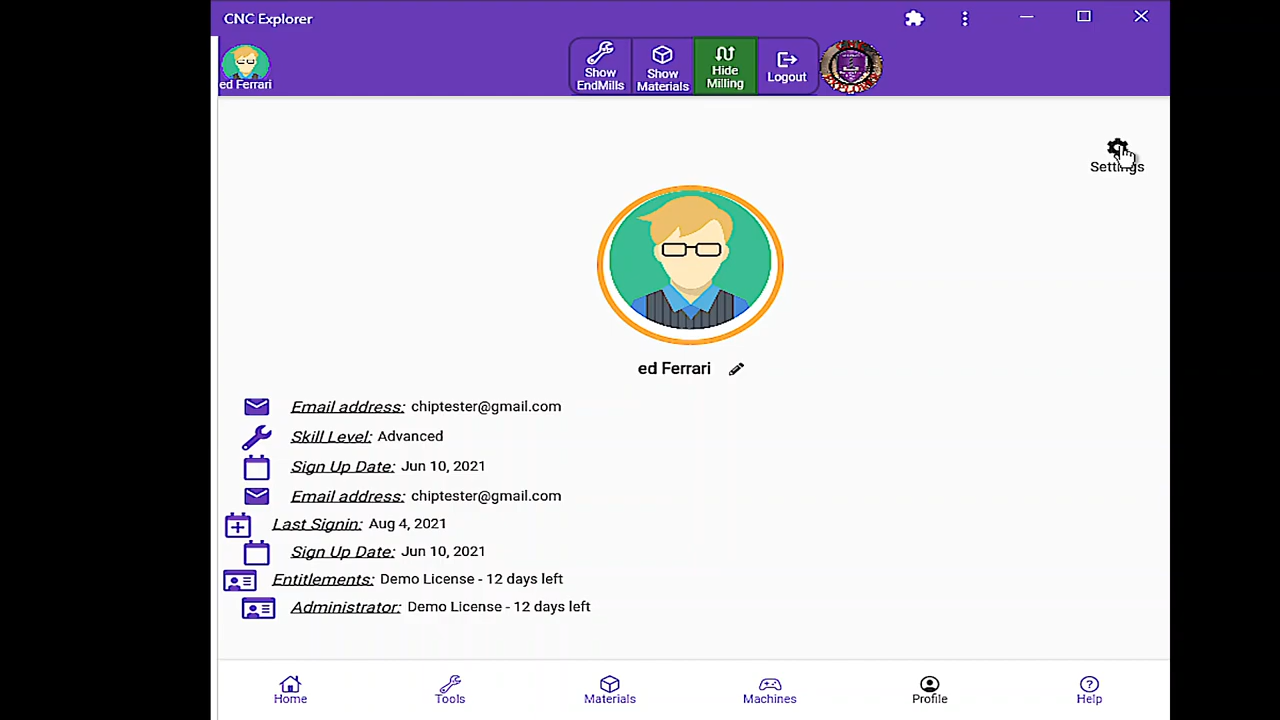 CNC Explorer
ed Ferrari
Show EndMills
Show Materials
Hide Milling
Logout
Settings
ed Ferrari
Email address: chiptester@gmail.com
Skill Level: Advanced
Sign Up Date: Jun 10, 2021
Email address: chiptester@gmail.com
Last Signin: Aug 4, 2021
Sign Up Date: Jun 10, 2021
Entitlements: Demo License - 12 days left
Administrator: Demo License - 12 days left
Home
Tools
Materials
Machines
Profile
Help